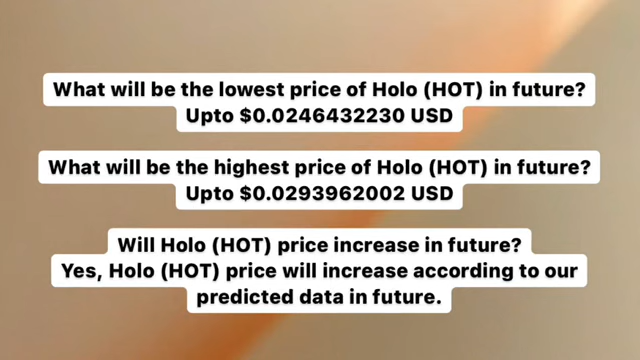 What will be the lowest price of Holo (HOT) in future?
Upto $0.0246432230 USD
What will be the highest price of Holo (HOT) in future?
Upto $0.0293962002 USD
Will Holo (HOT) price increase in future?
Yes, Holo (HOT) price will increase according to our
predicted data in future.